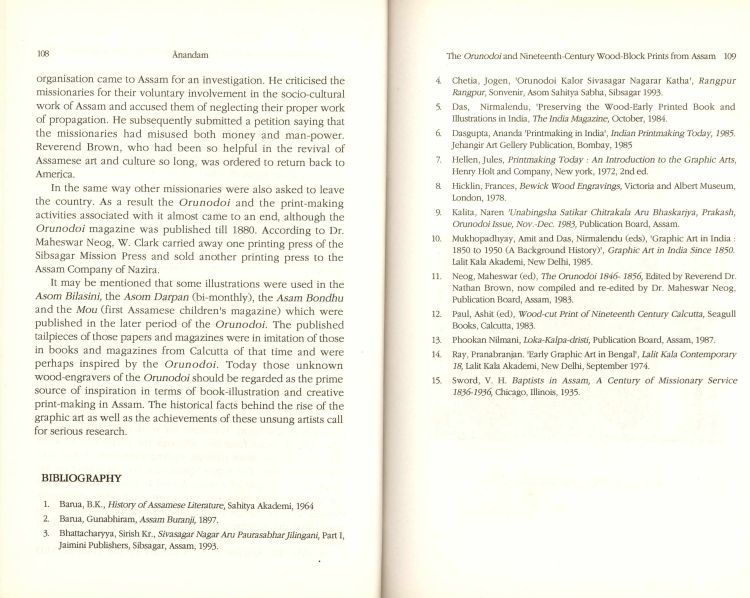 108 Ānandam
organisation came to Assam for an investigation. He criticised the
missionaries for their voluntary involvement in the socio-cultural
work of Assam and accused them of neglecting their proper work
of propagation. He subsequently submitted a petition saying that
the missionaries had misused both money and man-power.
Reverend Brown, who had been so helpful in the revival of
Assamese art and culture so long, was ordered to return back to
America.
In the same way other missionaries were also asked to leave
the country. As a result the Orunodoi and the print-making
activities associated with it almost came to an end, although the
Orunodoi magazine was published till 1880. According to Dr.
Maheswar Neog, W. Clark carried away one printing press of the
Sibsagar Mission Press and sold another printing press to the
Assam Company of Nazira.
It may be mentioned that some illustrations were used in the
Asom Bilasini, the Asom Darpan (bi-monthly), the Asam Bondhu
and the Mou (first Assamese children's magazine) which were
published in the later period of the Orunodoi. The published
tailpieces of those papers and magazines were in imitation of those
in books and magazines from Calcutta of that time and were
perhaps inspired by the Orunodoi. Today those unknown
wood-engravers of the Orunodoi should be regarded as the prime
source of inspiration in terms of book-illustration and creative
print-making in Assam. The historical facts behind the rise of the
graphic art as well as the achievements of these unsung artists call
for serious research.
BIBLIOGRAPHY
1. Barua, B.K., History of Assamese Literature, Sahitya Akademi, 1964
2. Barua, Gunabhiram, Assam Buranji, 1897.
3. Bhattacharyya, Sirish Kr., Sivasagar Nagar Aru Paurasabhar Jilingani, Part I,
Jaimini Publishers, Sibsagar, Assam, 1993.
The Orunodoi and Nineteenth-Century Wood-Block Prints from Assam 109
4. Chetia, Jogen, 'Orunodoi Kalor Sivasagar Nagarar Katha', Rangpur
Rangpur, Sonvenir, Asom Sahitya Sabha, Sibsagar 1993.
5. Das, Nirmalendu, 'Preserving the Wood-Early Printed Book and
Illustrations in India, The India Magazine, October, 1984.
6. Dasgupta, Ananda 'Printmaking in India', Indian Printmaking Today, 1985.
Jehangir Art Gellery Publication, Bombay, 1985
7. Hellen, Jules, Printmaking Today : An Introduction to the Graphic Arts,
Henry Holt and Company, New york, 1972, 2nd ed.
8. Hicklin, Frances, Bewick Wood Engravings, Victoria and Albert Museum,
London, 1978.
9. Kalita, Naren 'Unabingsha Satikar Chitrakala Aru Bhaskarjya, Prakash,
Orunodoi Issue, Nov.-Dec. 1983, Publication Board, Assam.
10. Mukhopadhyay, Amit and Das, Nirmalendu (eds), 'Graphic Art in India :
1850 to 1950 (A Background History)', Graphic Art in India Since 1850.
Lalit Kala Akademi, New Delhi, 1985.
11. Neog, Maheswar (ed), The Orunodoi 1846- 1856, Edited by Reverend Dr.
Nathan Brown, now compiled and re-edited by Dr. Maheswar Neog,
Publication Board, Assam, 1983.
12. Paul, Ashit (ed), Wood-cut Print of Nineteenth Century Calcutta, Seagull
Books, Calcutta, 1983.
13. Phookan Nilmani, Loka-Kalpa-dristi, Publication Board, Assam, 1987.
14. Ray, Pranabranjan. 'Early Graphic Art in Bengal', Lalit Kala Contemporary
18, Lalit Kala Akademi, New Delhi, September 1974.
15. Sword, V. H. Baptists in Assam, A Century of Missionary Service
1836-1936, Chicago, Illinois, 1935.